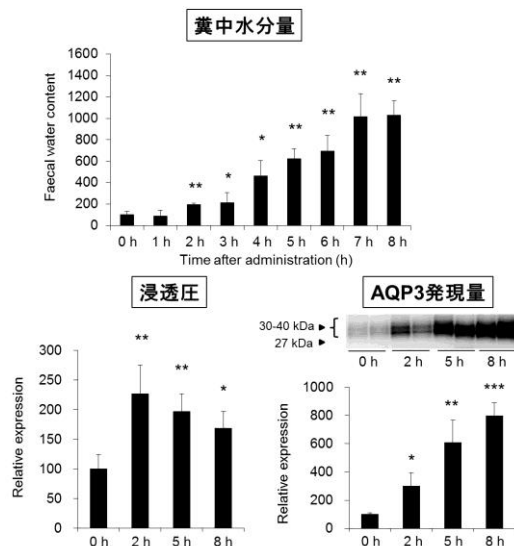 糞中水分量
Faecal water content
1600
1400
1200
1000
800
600
400
200
0
** * * ** ** ** **
0 h 1 h 2 h 3 h 4 h 5 h 6 h 7 h 8 h
Time after administration (h)
浸透圧
Relative expression
300
250
200
150
100
50
0
** ** *
0 h 2 h 5 h 8 h
AQP3発現量
30-40 kDa
27 kDa
0 h 2 h 5 h 8 h
Relative expression
1000
800
600
400
200
0
* ** ***
0 h 2 h 5 h 8 h